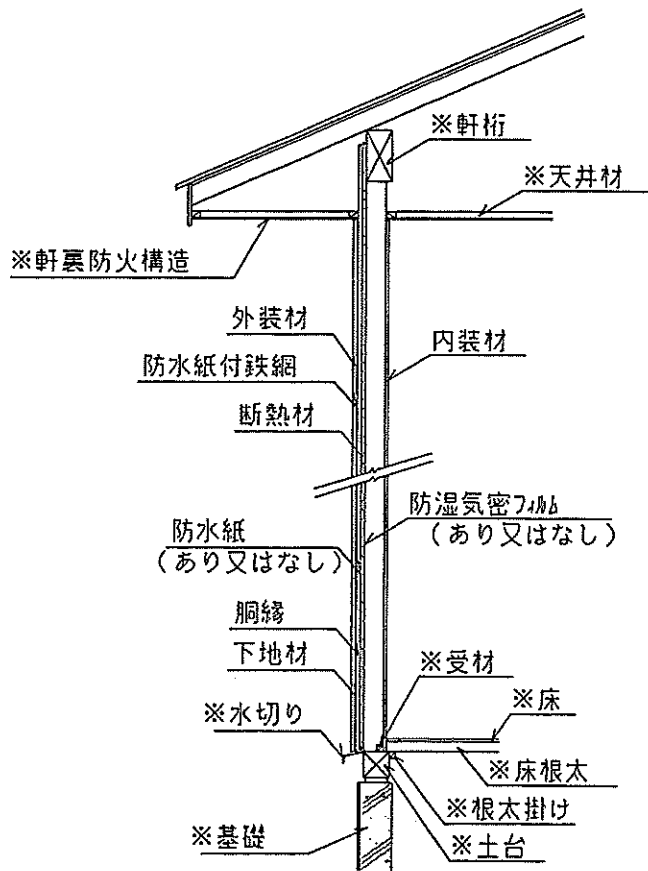 ※軒桁
※天井材
※軒裏防火構造
外装材
内装材
防水紙付鉄網
断熱材
防湿気密フィルム
（あり又はなし）
防水紙
（あり又はなし）
胴縁
※受材
下地材
※床
※水切り
※床根太
※根太掛け
※基礎
※土台